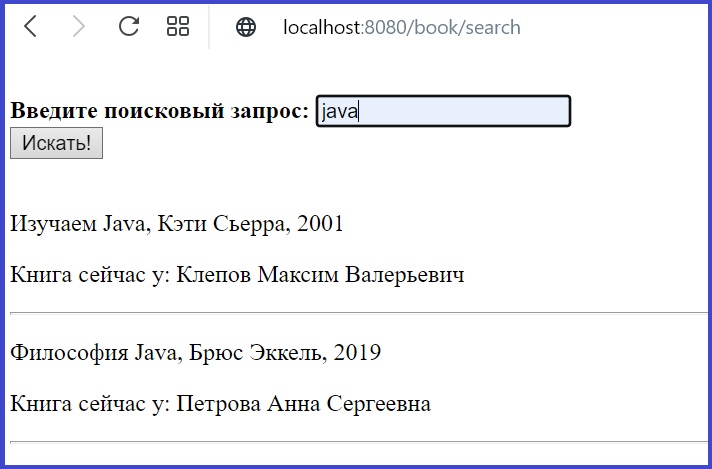 localhost:8080/book/search
Введите поисковый запрос: java
Искать!
Изучаем Java, Кэти Сьерра, 2001
Книга сейчас у: Клепов Максим Валерьевич
Философия Java, Брюс Эккель, 2019
Книга сейчас у: Петрова Анна Сергеевна